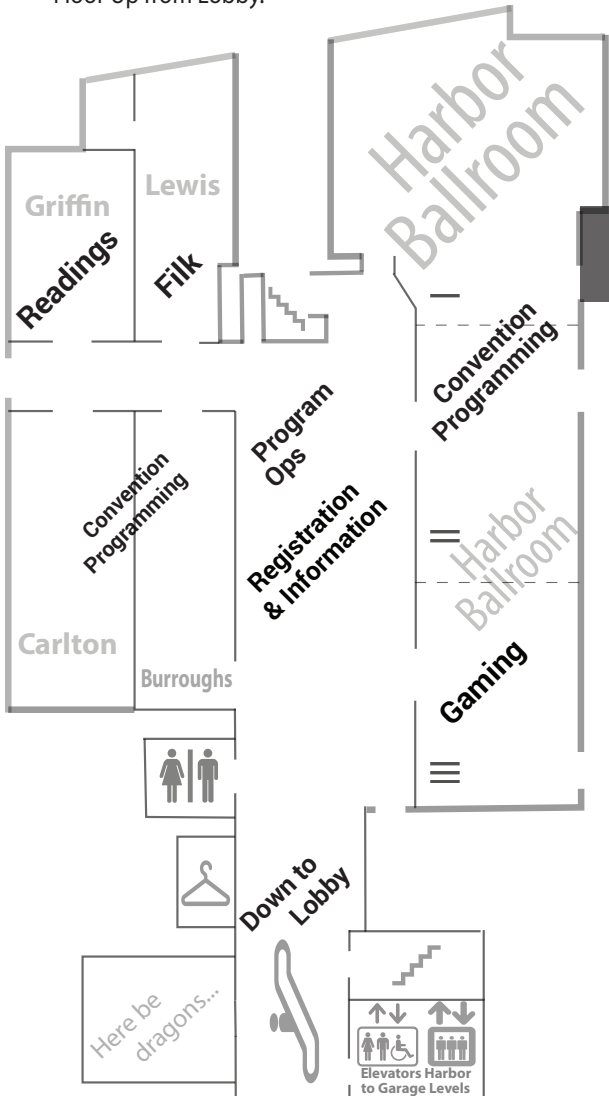 Floor Up from Lobby.
Harbor
Ballroom
Griffin
Lewis
Readings
Filk
Convention
Programming
Program
Ops
Convention
Programming
Registration
& Information
Harbor
Ballroom
Carlton
Burroughs
Gaming
Down to
Lobby
Here be
dragons...
Elevators Harbor
to Garage Levels